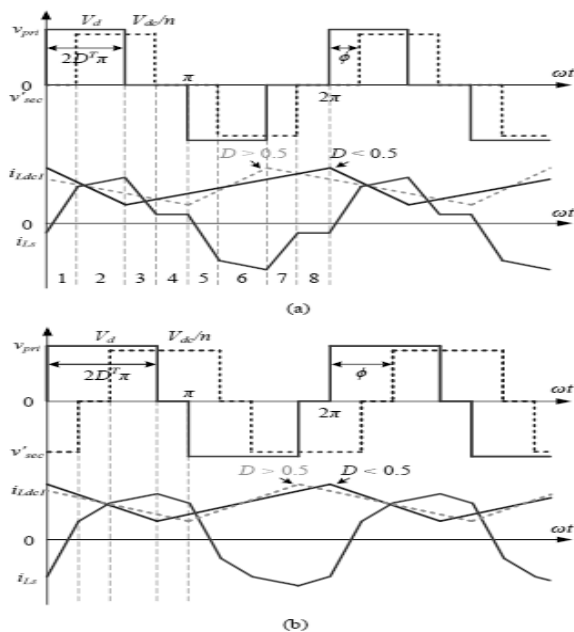 v_pri V_d V_dc/n
2D^Tπ ϕ
0 π ωt
v'_sec 2π
D > 0.5 D < 0.5
i_Ldc1
0 ωt
i_Ls
1 2 3 4 5 6 7 8
(a)
v_pri V_d V_dc/n
2D^Tπ ϕ
0 π ωt
2π
v'_sec
D > 0.5 D < 0.5
i_Ldc1
0 ωt
i_Ls
(b)